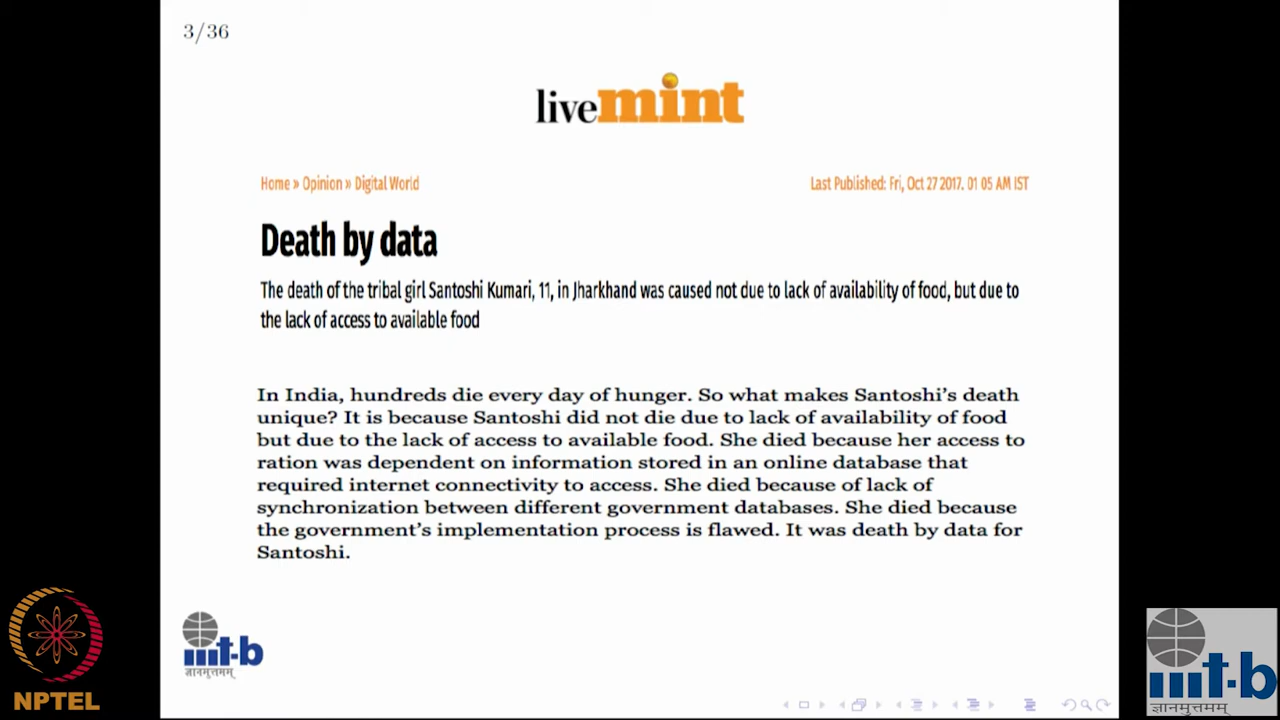 3/36
livemint
Home » Opinion » Digital World
Last Published: Fri, Oct 27 2017. 01 05 AM IST
Death by data
The death of the tribal girl Santoshi Kumari, 11, in Jharkhand was caused not due to lack of availability of food, but due to
the lack of access to available food
In India, hundreds die every day of hunger. So what makes Santoshi's death
unique? It is because Santoshi did not die due to lack of availability of food
but due to the lack of access to available food. She died because her access to
ration was dependent on information stored in an online database that
required internet connectivity to access. She died because of lack of
synchronization between different government databases. She died because
the government's implementation process is flawed. It was death by data for
Santoshi.
iiit-b
ज्ञानमुत्तमम्
NPTEL
iiit-b
ज्ञानमुत्तमम्